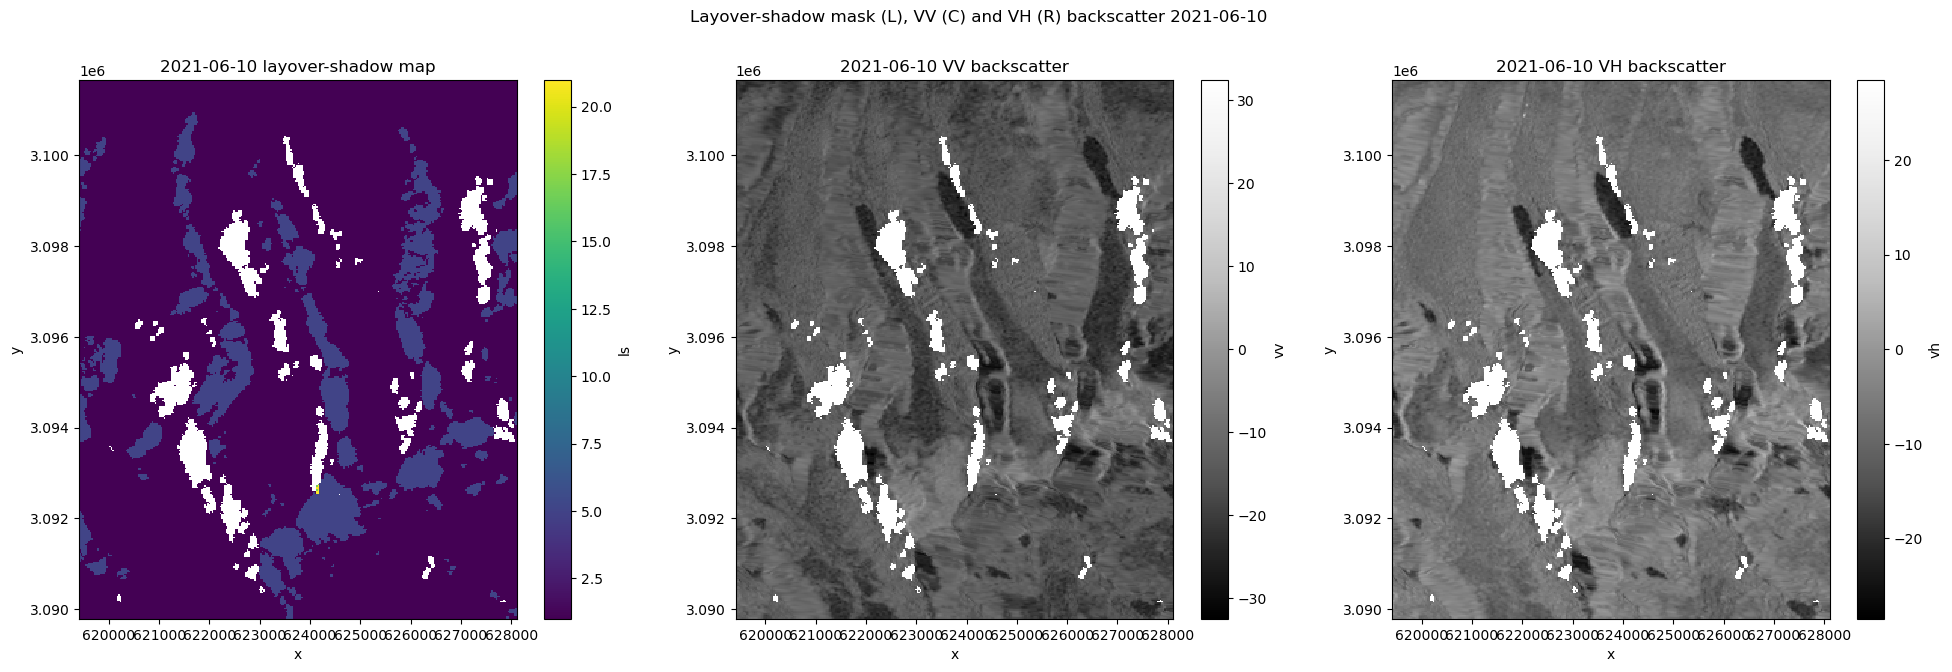 Layover-shadow mask (L), VV (C) and VH (R) backscatter 2021-06-10
2021-06-10 layover-shadow map
1e6
3.100
3.098
3.096
3.094
3.092
3.090
y
620000 621000 622000 623000 624000 625000 626000 627000 628000
x
20.0
17.5
15.0
12.5
10.0
7.5
5.0
2.5
ls
2021-06-10 VV backscatter
1e6
3.100
3.098
3.096
3.094
3.092
3.090
y
620000 621000 622000 623000 624000 625000 626000 627000 628000
x
30
20
10
0
−10
−20
−30
vv
2021-06-10 VH backscatter
1e6
3.100
3.098
3.096
3.094
3.092
3.090
y
620000 621000 622000 623000 624000 625000 626000 627000 628000
x
20
10
0
−10
−20
vh